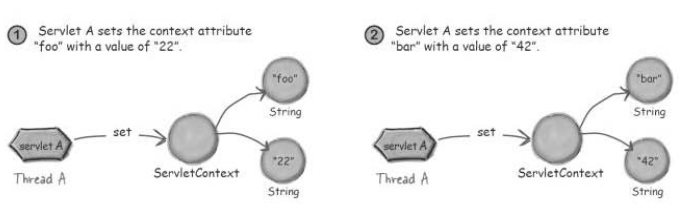 1 Servlet A sets the context attribute
"foo" with a value of "22".
"foo"
String
set
servlet A
Thread A
ServletContext
"22"
String
2 Servlet A sets the context attribute
"bar" with a value of "42".
"bar"
String
set
servlet A
Thread A
ServletContext
"42"
String